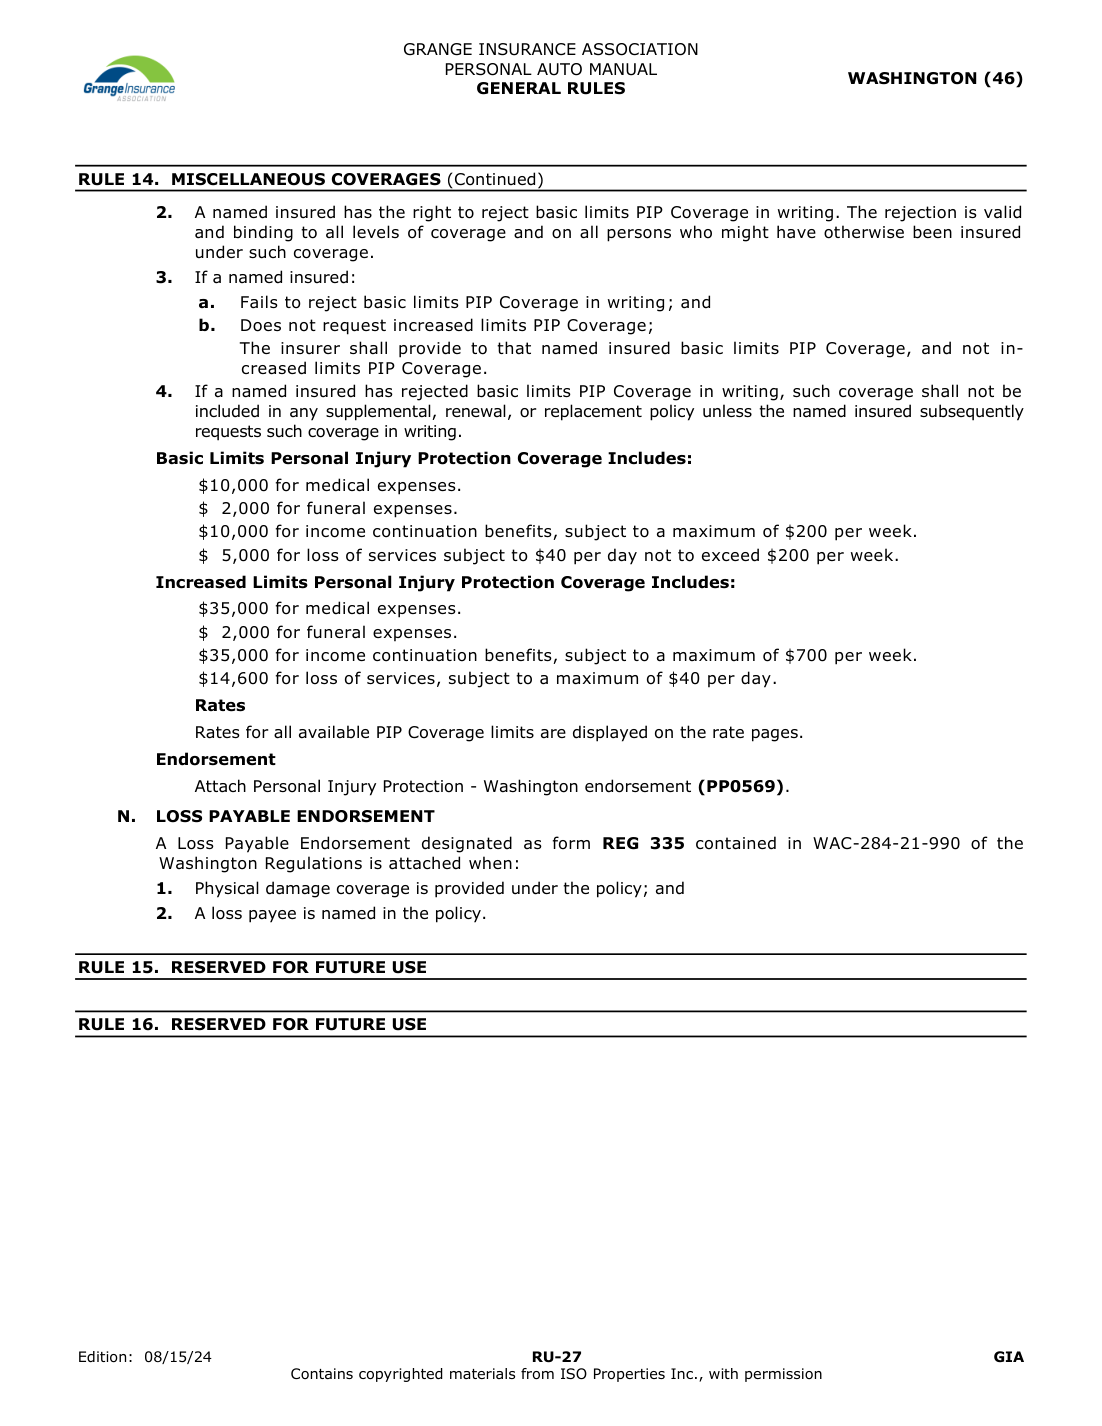 GRANGE INSURANCE ASSOCIATION
PERSONAL AUTO MANUAL
GENERAL RULES
WASHINGTON (46)
GrangeInsurance
ASSOCIATION
RULE 14. MISCELLANEOUS COVERAGES (Continued)
2. A named insured has the right to reject basic limits PIP Coverage in writing. The rejection is valid
and binding to all levels of coverage and on all persons who might have otherwise been insured
under such coverage.
3. If a named insured:
a. Fails to reject basic limits PIP Coverage in writing; and
b. Does not request increased limits PIP Coverage;
The insurer shall provide to that named insured basic limits PIP Coverage, and not in-
creased limits PIP Coverage.
4. If a named insured has rejected basic limits PIP Coverage in writing, such coverage shall not be
included in any supplemental, renewal, or replacement policy unless the named insured subsequently
requests such coverage in writing.
Basic Limits Personal Injury Protection Coverage Includes:
$10,000 for medical expenses.
$ 2,000 for funeral expenses.
$10,000 for income continuation benefits, subject to a maximum of $200 per week.
$ 5,000 for loss of services subject to $40 per day not to exceed $200 per week.
Increased Limits Personal Injury Protection Coverage Includes:
$35,000 for medical expenses.
$ 2,000 for funeral expenses.
$35,000 for income continuation benefits, subject to a maximum of $700 per week.
$14,600 for loss of services, subject to a maximum of $40 per day.
Rates
Rates for all available PIP Coverage limits are displayed on the rate pages.
Endorsement
Attach Personal Injury Protection - Washington endorsement (PP0569).
N. LOSS PAYABLE ENDORSEMENT
A Loss Payable Endorsement designated as form REG 335 contained in WAC-284-21-990 of the
Washington Regulations is attached when:
1. Physical damage coverage is provided under the policy; and
2. A loss payee is named in the policy.
RULE 15. RESERVED FOR FUTURE USE
RULE 16. RESERVED FOR FUTURE USE
Edition: 08/15/24 RU-27 GIA
Contains copyrighted materials from ISO Properties Inc., with permission